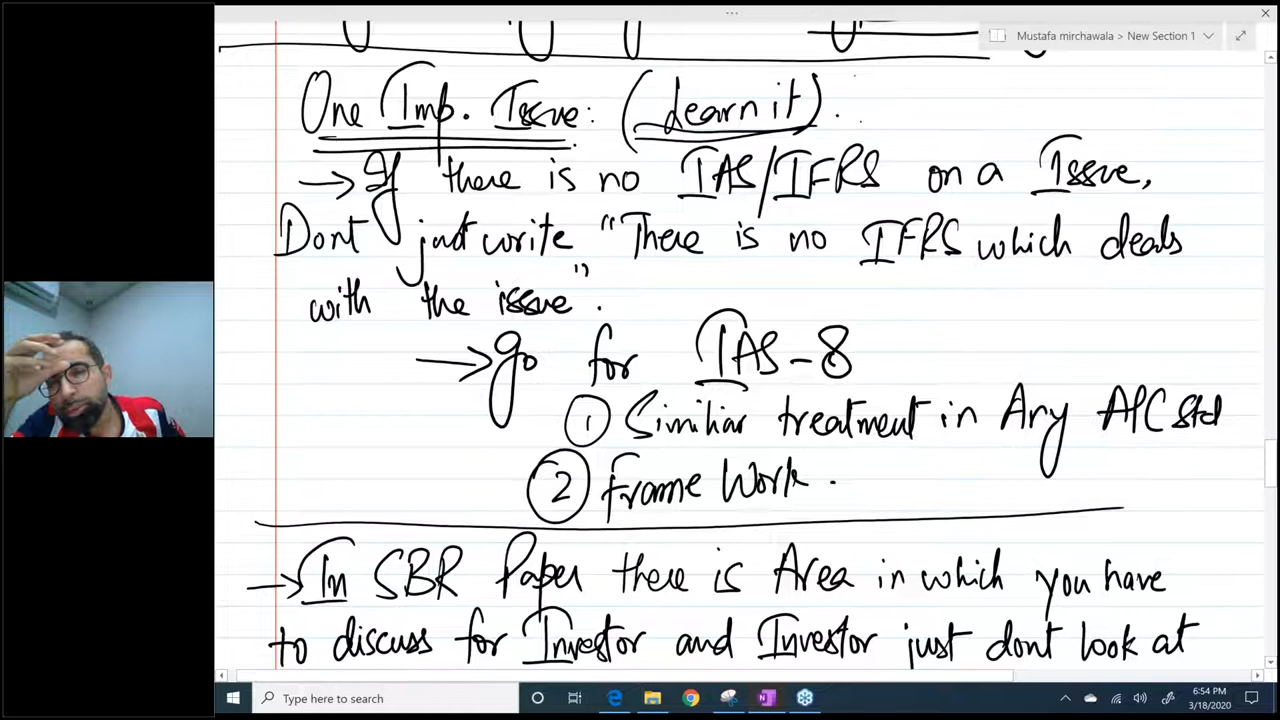 Mustafa mirchawala > New Section 1
One Imp. Issue: (Learn it).
→ If there is no IAS/IFRS on a Issue,
Dont just write "There is no IFRS which deals
with the issue".
→ go for IAS-8
① Similiar treatment in Any A/C Std
② Frame Work.
→ In SBR Paper there is Area in which you have
to discuss for Investor and Investor just dont look at
Type here to search
6:54 PM
3/18/2020